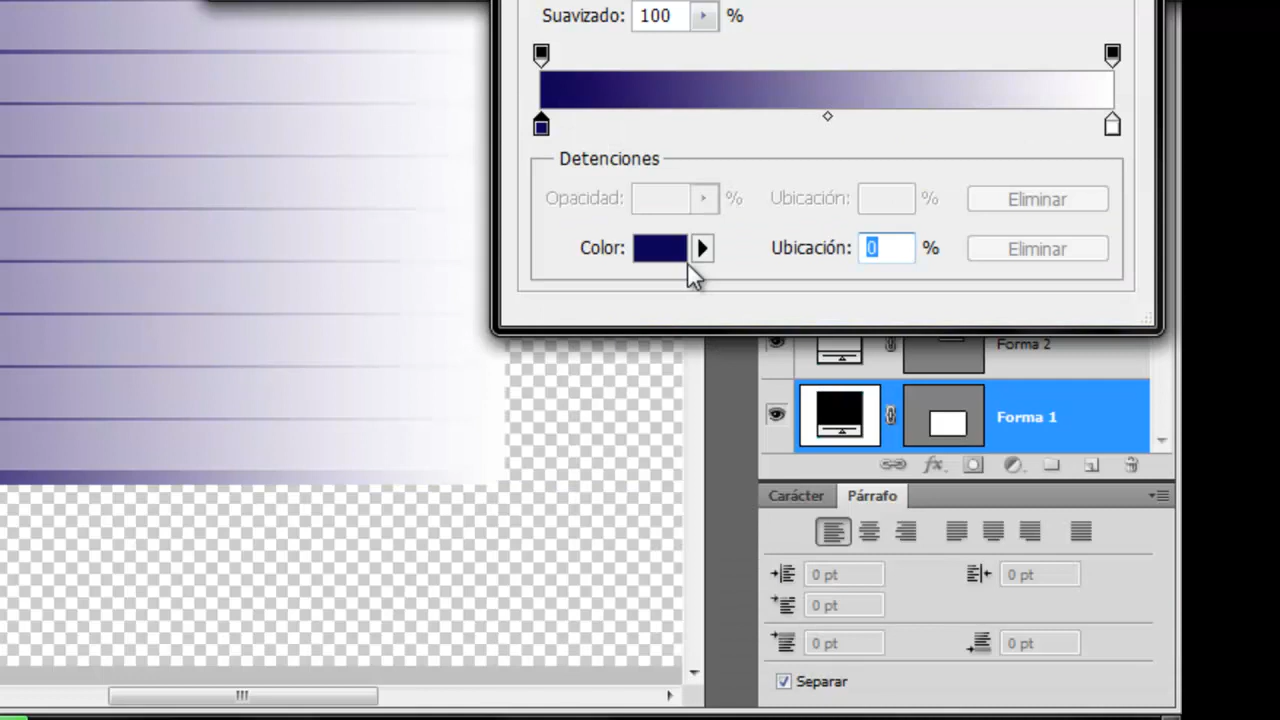 Suavizado: 100 %
Detenciones
Opacidad: % Ubicación: % Eliminar
Color: Ubicación: 0 % Eliminar
Forma 2
Forma 1
fx
Carácter Párrafo
0 pt 0 pt
0 pt
0 pt 0 pt
Separar